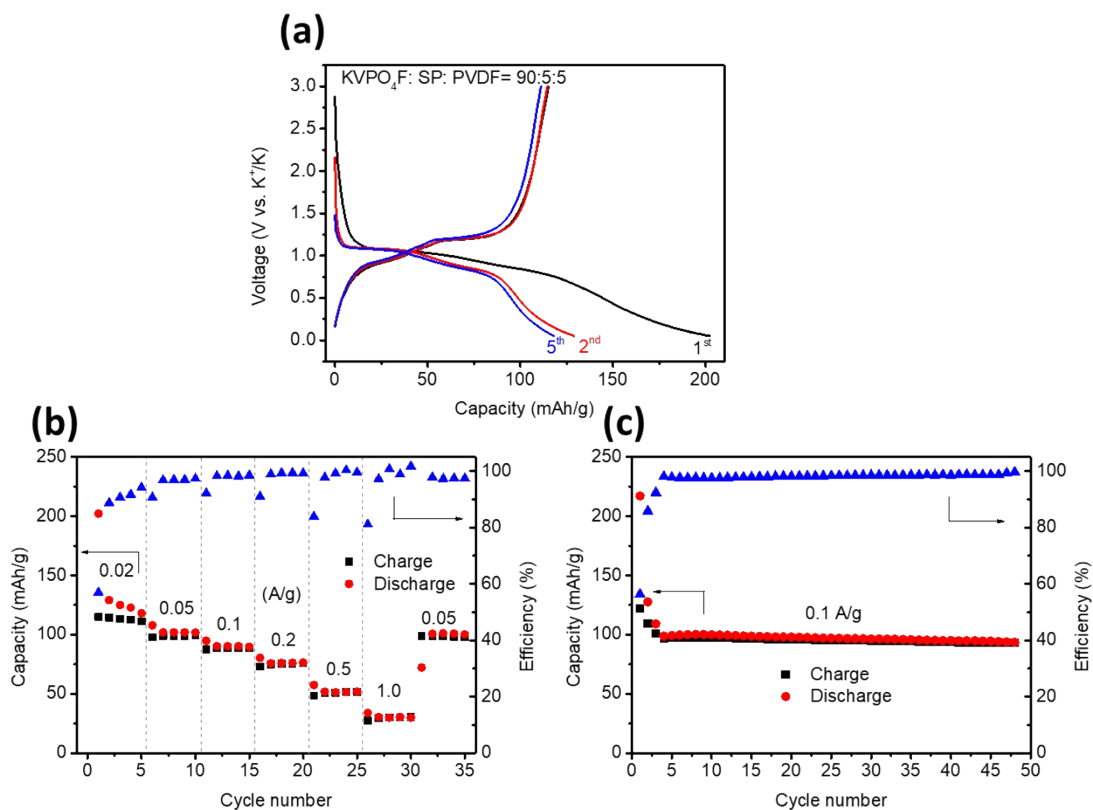 (a)
KVPO₄F: SP: PVDF= 90:5:5
3.0
2.5
2.0
1.5
1.0
0.5
0.0
Voltage (V vs. K⁺/K)
5ᵗʰ
2ⁿᵈ
1ˢᵗ
0
50
100
150
200
Capacity (mAh/g)
(b)
250
200
150
100
50
0
Capacity (mAh/g)
0.02
0.05
0.1
(A/g)
0.2
0.5
1.0
0.05
Charge
Discharge
100
80
60
40
20
0
Efficiency (%)
0
5
10
15
20
25
30
35
Cycle number
(c)
250
200
150
100
50
0
Capacity (mAh/g)
0.1 A/g
Charge
Discharge
100
80
60
40
20
0
Efficiency (%)
0
5
10
15
20
25
30
35
40
45
50
Cycle number